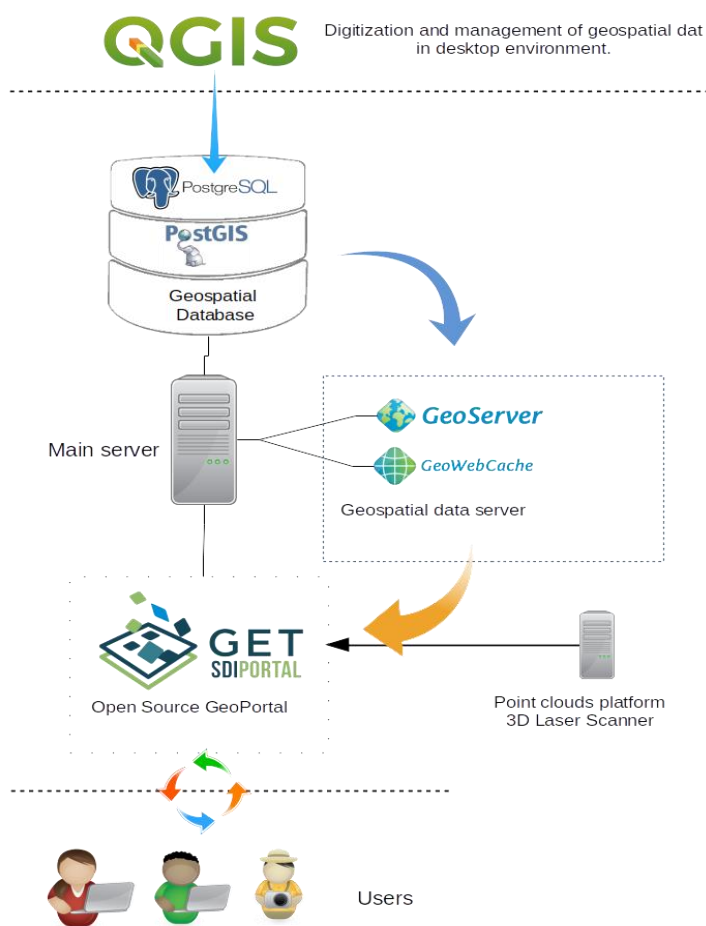 QGIS
Digitization and management of geospatial dat
in desktop environment.
PostgreSQL
PostGIS
Geospatial
Database
GeoServer
GeoWebCache
Main server
Geospatial data server
GET
SDIPORTAL
Open Source GeoPortal
Point clouds platform
3D Laser Scanner
Users